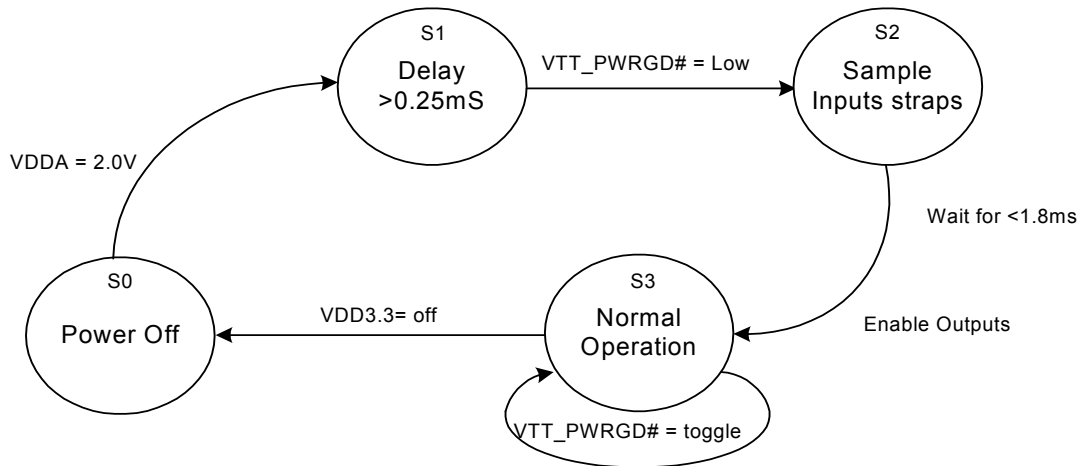 S1
Delay
>0.25mS
VTT_PWRGD# = Low
S2
Sample
Inputs straps
VDDA = 2.0V
Wait for <1.8ms
S0
Power Off
VDD3.3= off
S3
Normal
Operation
Enable Outputs
VTT_PWRGD# = toggle